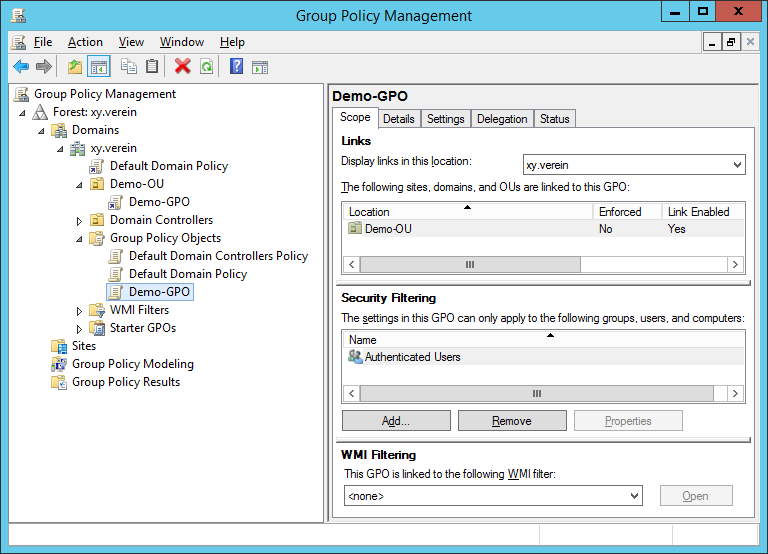 Group Policy Management
File Action View Window Help
Group Policy Management
Forest: xy.verein
Domains
xy.verein
Default Domain Policy
Demo-OU
Demo-GPO
Domain Controllers
Group Policy Objects
Default Domain Controllers Policy
Default Domain Policy
Demo-GPO
WMI Filters
Starter GPOs
Sites
Group Policy Modeling
Group Policy Results
Demo-GPO
Scope Details Settings Delegation Status
Links
Display links in this location: xy.verein
The following sites, domains, and OUs are linked to this GPO:
Location Enforced Link Enabled
Demo-OU No Yes
Security Filtering
The settings in this GPO can only apply to the following groups, users, and computers:
Name
Authenticated Users
Add... Remove Properties
WMI Filtering
This GPO is linked to the following WMI filter:
<none> Open